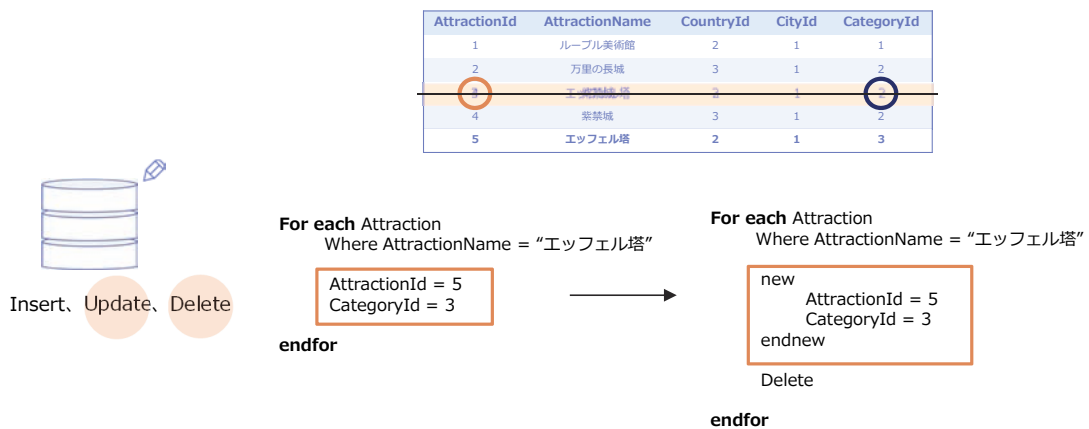 AttractionId AttractionName CountryId CityId CategoryId
1 ルーブル美術館 2 1 1
2 万里の長城 3 1 2
3 2 1 2
4 紫禁城 3 1 2
5 エッフェル塔 2 1 3
Insert、Update、Delete
For each Attraction
Where AttractionName = “エッフェル塔”
AttractionId = 5
CategoryId = 3
endfor
For each Attraction
Where AttractionName = “エッフェル塔”
new
AttractionId = 5
CategoryId = 3
endnew
Delete
endfor